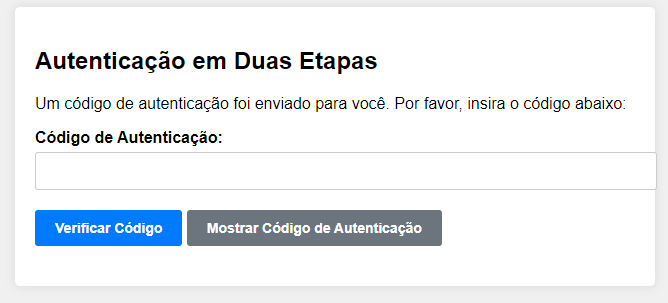 Autenticação em Duas Etapas
Um código de autenticação foi enviado para você. Por favor, insira o código abaixo:
Código de Autenticação:
Verificar Código Mostrar Código de Autenticação